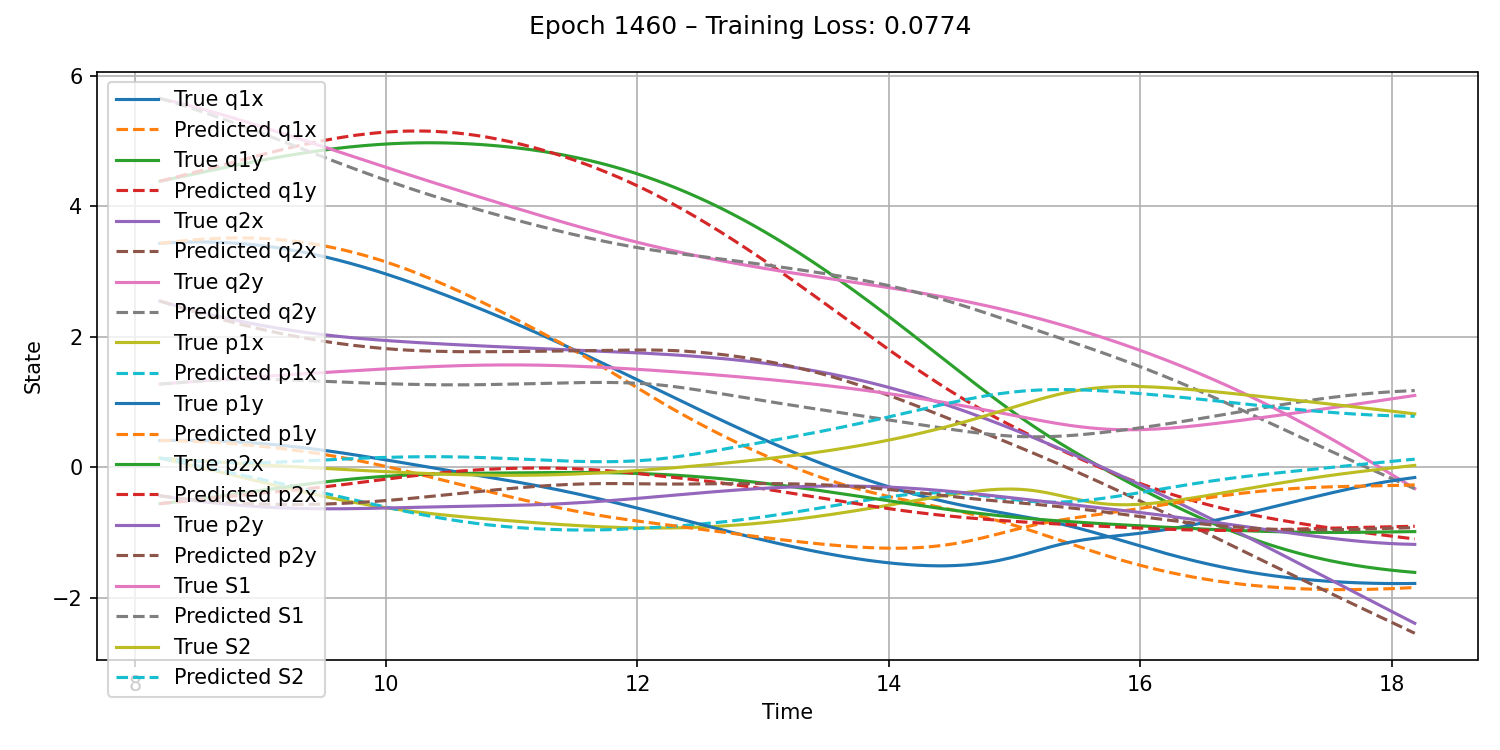 Epoch 1460 – Training Loss: 0.0774
6
4
2
0
−2
State
True q1x
Predicted q1x
True q1y
Predicted q1y
True q2x
Predicted q2x
True q2y
Predicted q2y
True p1x
Predicted p1x
True p1y
Predicted p1y
True p2x
Predicted p2x
True p2y
Predicted p2y
True S1
Predicted S1
True S2
Predicted S2
8 10 12 14 16 18
Time